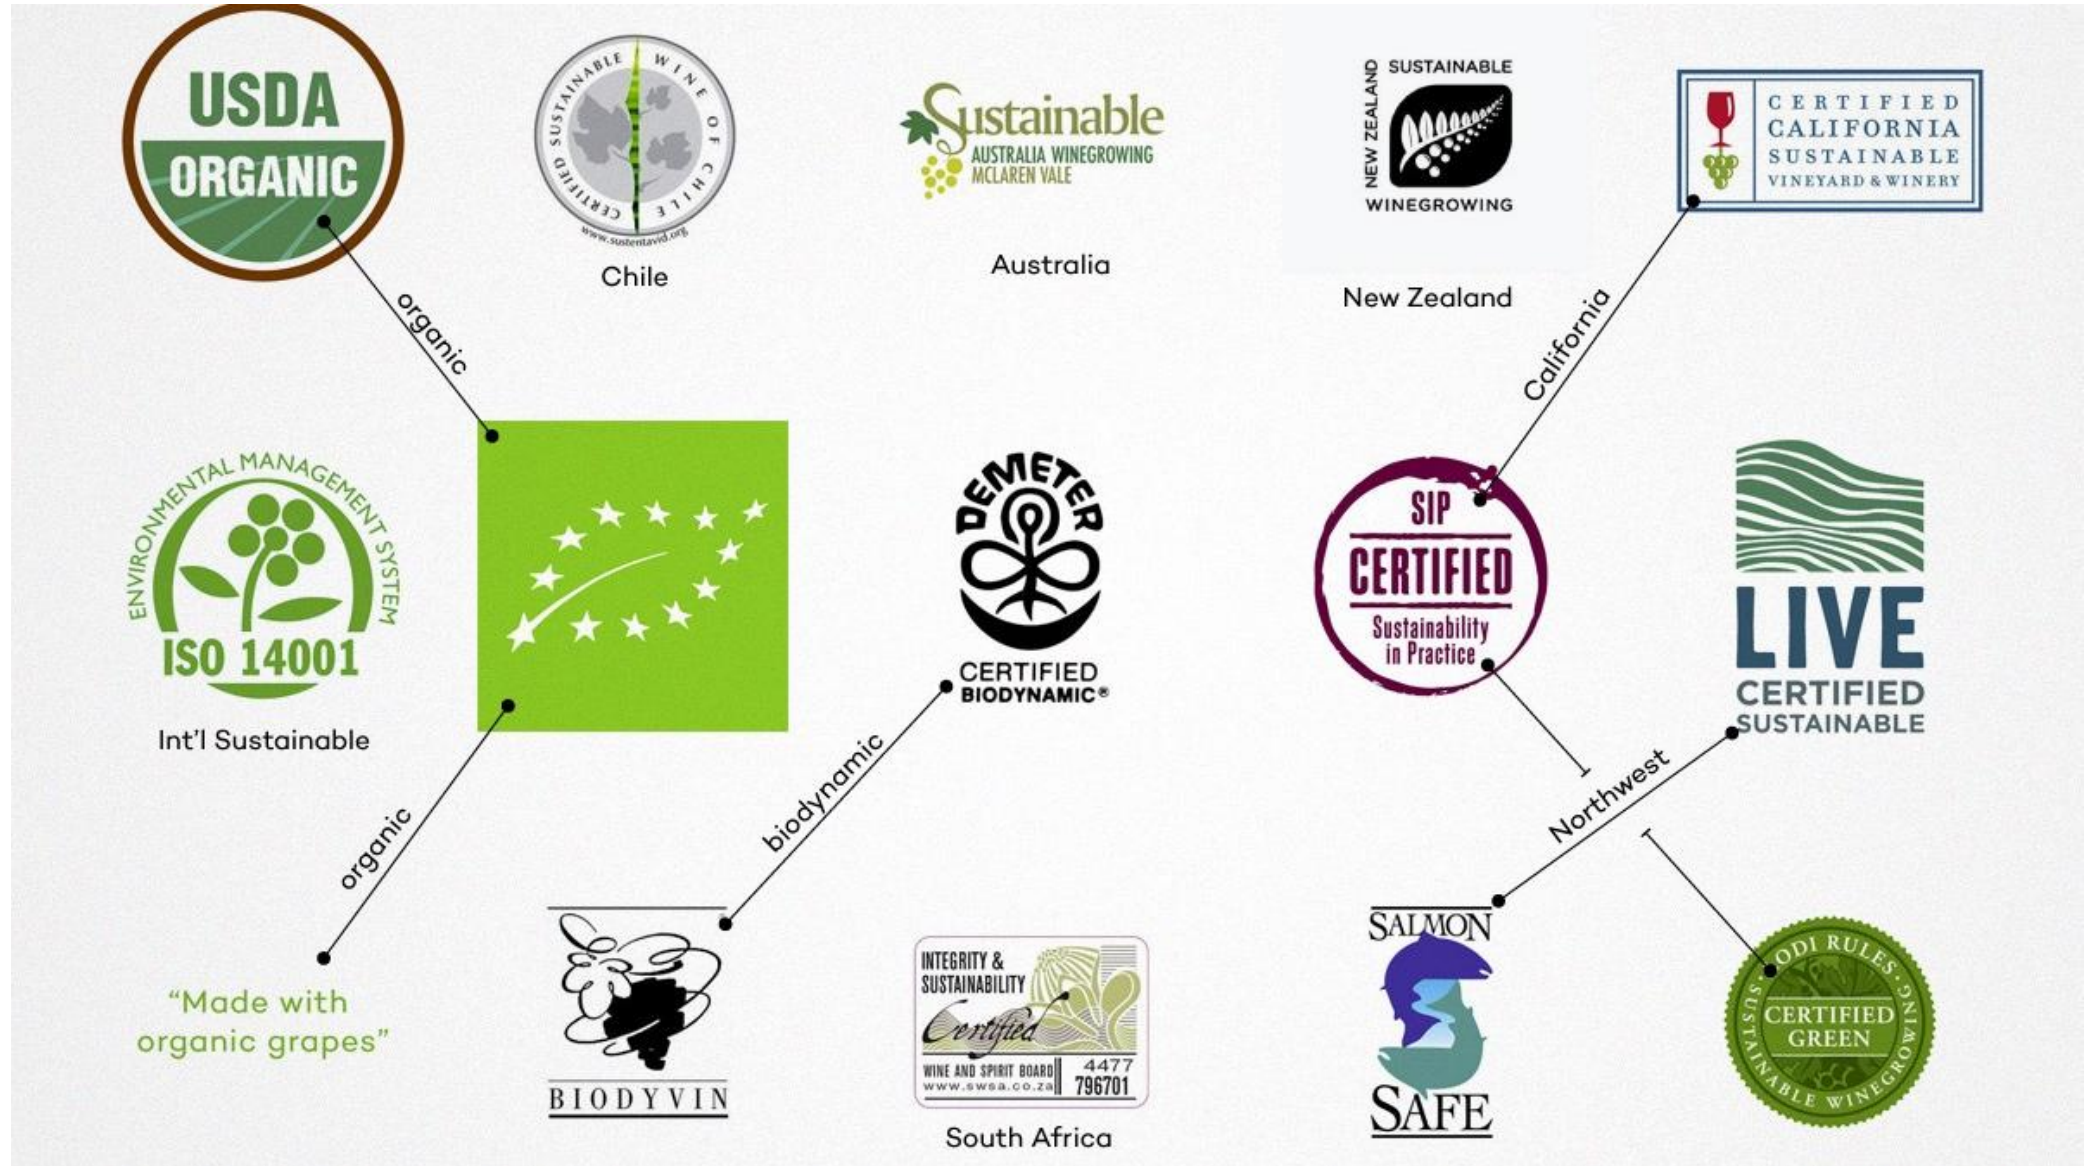 USDA
ORGANIC
CERTIFIED SUSTAINABLE WINE OF CHILE
www.sustentavid.org
Chile
Sustainable
AUSTRALIA WINEGROWING
MCLAREN VALE
Australia
NEW ZEALAND
SUSTAINABLE
WINEGROWING
New Zealand
CERTIFIED
CALIFORNIA
SUSTAINABLE
VINEYARD & WINERY
organic
California
ENVIRONMENTAL MANAGEMENT SYSTEM
ISO 14001
Int'l Sustainable
DEMETER
CERTIFIED
BIODYNAMIC®
SIP
CERTIFIED
Sustainability
in Practice
LIVE
CERTIFIED
SUSTAINABLE
organic
biodynamic
Northwest
"Made with
organic grapes"
BIODYVIN
INTEGRITY &
SUSTAINABILITY
Certified
WINE AND SPIRIT BOARD
www.swsa.co.za
4477
796701
South Africa
SALMON
SAFE
ODI RULES · SUSTAINABLE WINEGROWING ·
CERTIFIED
GREEN